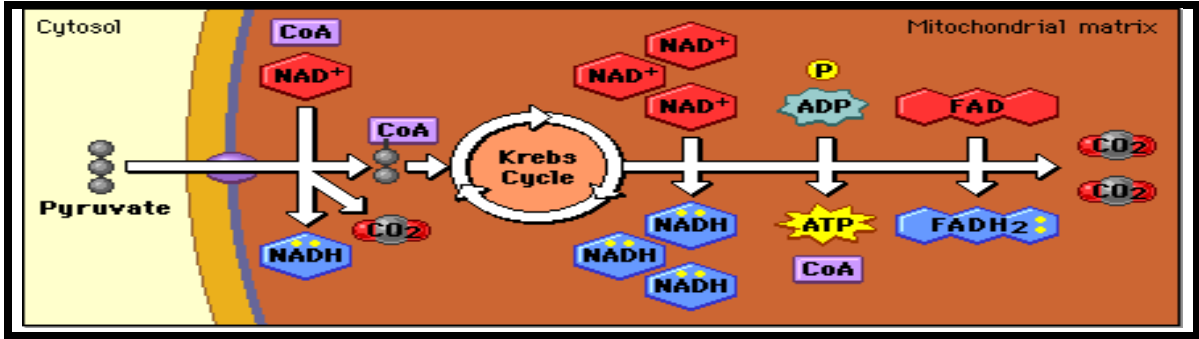 Cytosol
CoA
NAD+
Pyruvate
CoA
CO2
NADH
Krebs
Cycle
NAD+
NAD+
NAD+
NADH
NADH
NADH
P
ADP
ATP
CoA
FAD
FADH2
Mitochondrial matrix
CO2
CO2